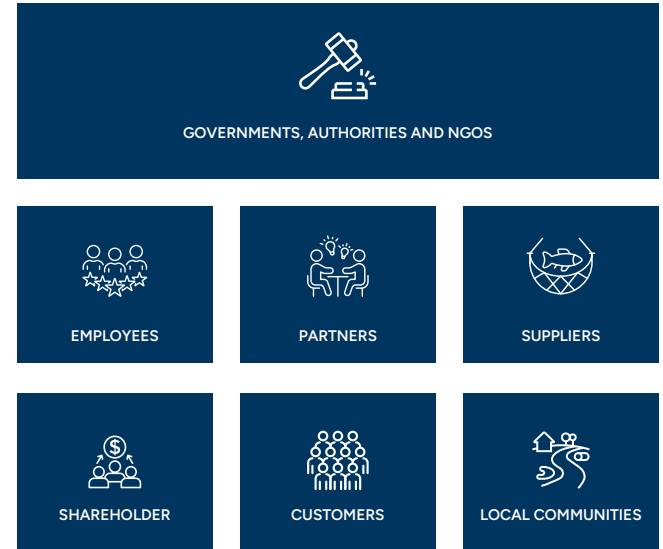 GOVERNMENTS, AUTHORITIES AND NGOS
EMPLOYEES
PARTNERS
SUPPLIERS
$
SHAREHOLDER
CUSTOMERS
LOCAL COMMUNITIES